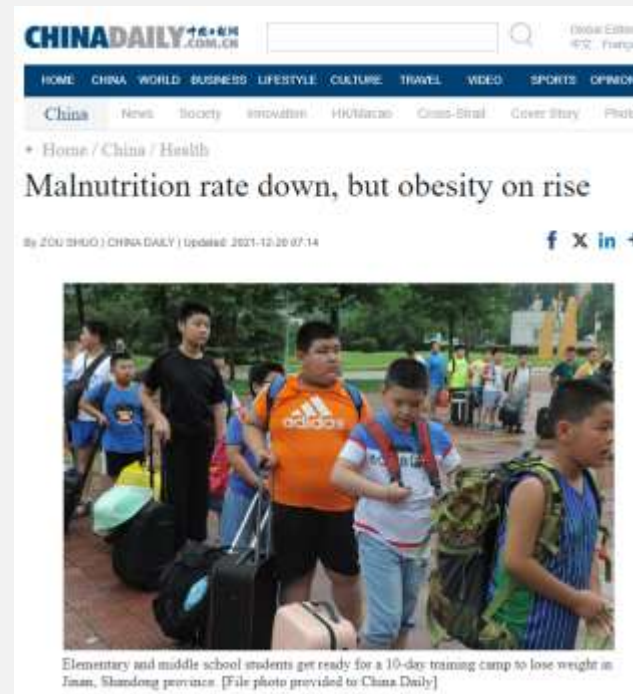 CHINADAILY 中国日报网
.COM.CN
HOME CHINA WORLD BUSINESS LIFESTYLE CULTURE TRAVEL VIDEO SPORTS OPINION
China News Society Innovation HK/Macao Cross-Strait Cover Story
Home / China / Health
Malnutrition rate down, but obesity on rise
By ZOU SHUO | CHINA DAILY | Updated: 2021-12-20 07:14
f X in
adidas
Elementary and middle school students get ready for a 10-day training camp to lose weight in
Jinan, Shandong province. [File photo provided to China Daily]